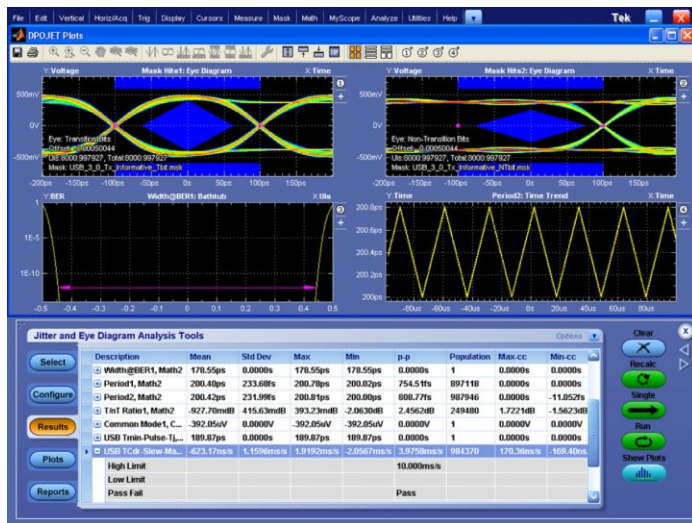 File Edit Vertical Horiz/Acq Trig Display Cursors Measure Mask Math MyScope Analyze Utilities Help Tek
DPOJET Plots
Y:Voltage Mask Hits1: Eye Diagram X:Time
500mV
0V
-500mV
Eye: Transition Bits
Offset: 0.00050044
UIs:8000:997927, Total:8000:997927
Mask: USB_3_0_Tx_Informative_Tbit.msk
-200ps -150ps -100ps -50ps 0s 50ps 100ps 150ps
Y:Voltage Mask Hits2: Eye Diagram X:Time
500mV
0V
-500mV
Eye: Non-Transition Bits
Offset: 0.00050044
UIs:8000:997927, Total:8000:997927
Mask: USB_3_0_Tx_Informative_NTbit.msk
-200ps -150ps -100ps -50ps 0s 50ps 100ps 150ps
Y:BER Width@BER1: Bathtub X:UIs
1
1E-5
1E-10
-0.5 -0.4 -0.3 -0.2 -0.1 0 0.1 0.2 0.3 0.4 0.5
Y:Time Period2: Time Trend X:Time
200.8ps
200.6ps
200.4ps
200.2ps
200ps
-80us -60us -40us -20us 0s 20us 40us 60us 80us
Jitter and Eye Diagram Analysis Tools Options
Select
Configure
Results
Plots
Reports
Description Mean Std Dev Max Min p-p Population Max-cc Min-cc
Width@BER1, Math2 178.55ps 0.0000s 178.55ps 178.55ps 0.0000s 1 0.0000s 0.0000s
Period1, Math2 200.40ps 233.68fs 200.78ps 200.02ps 754.51fs 897118 0.0000s 0.0000s
Period2, Math2 200.42ps 231.99fs 200.81ps 200.00ps 808.77fs 987946 0.0000s -11.052fs
T/nT Ratio1, Math2 -927.70mdB 415.63mdB 393.23mdB -2.0630dB 2.4562dB 249480 1.7221dB -1.5623dB
Common Mode1, C... -392.05uV 0.0000V -392.05uV -392.05uV 0.0000V 1 0.0000V 0.0000V
USB Tmin-Pulse-Tj,... 189.87ps 0.0000s 189.87ps 189.87ps 0.0000s 1 0.0000s 0.0000s
USB TCdr-Slew-Ma... -623.17ns/s 1.1596ms/s 1.9192ms/s -2.0567ms/s 3.9758ms/s 984370 170.36ns -169.40ns
High Limit 10.000ms/s
Low Limit
Pass Fail Pass
Clear
Recalc
Single
Run
Show Plots